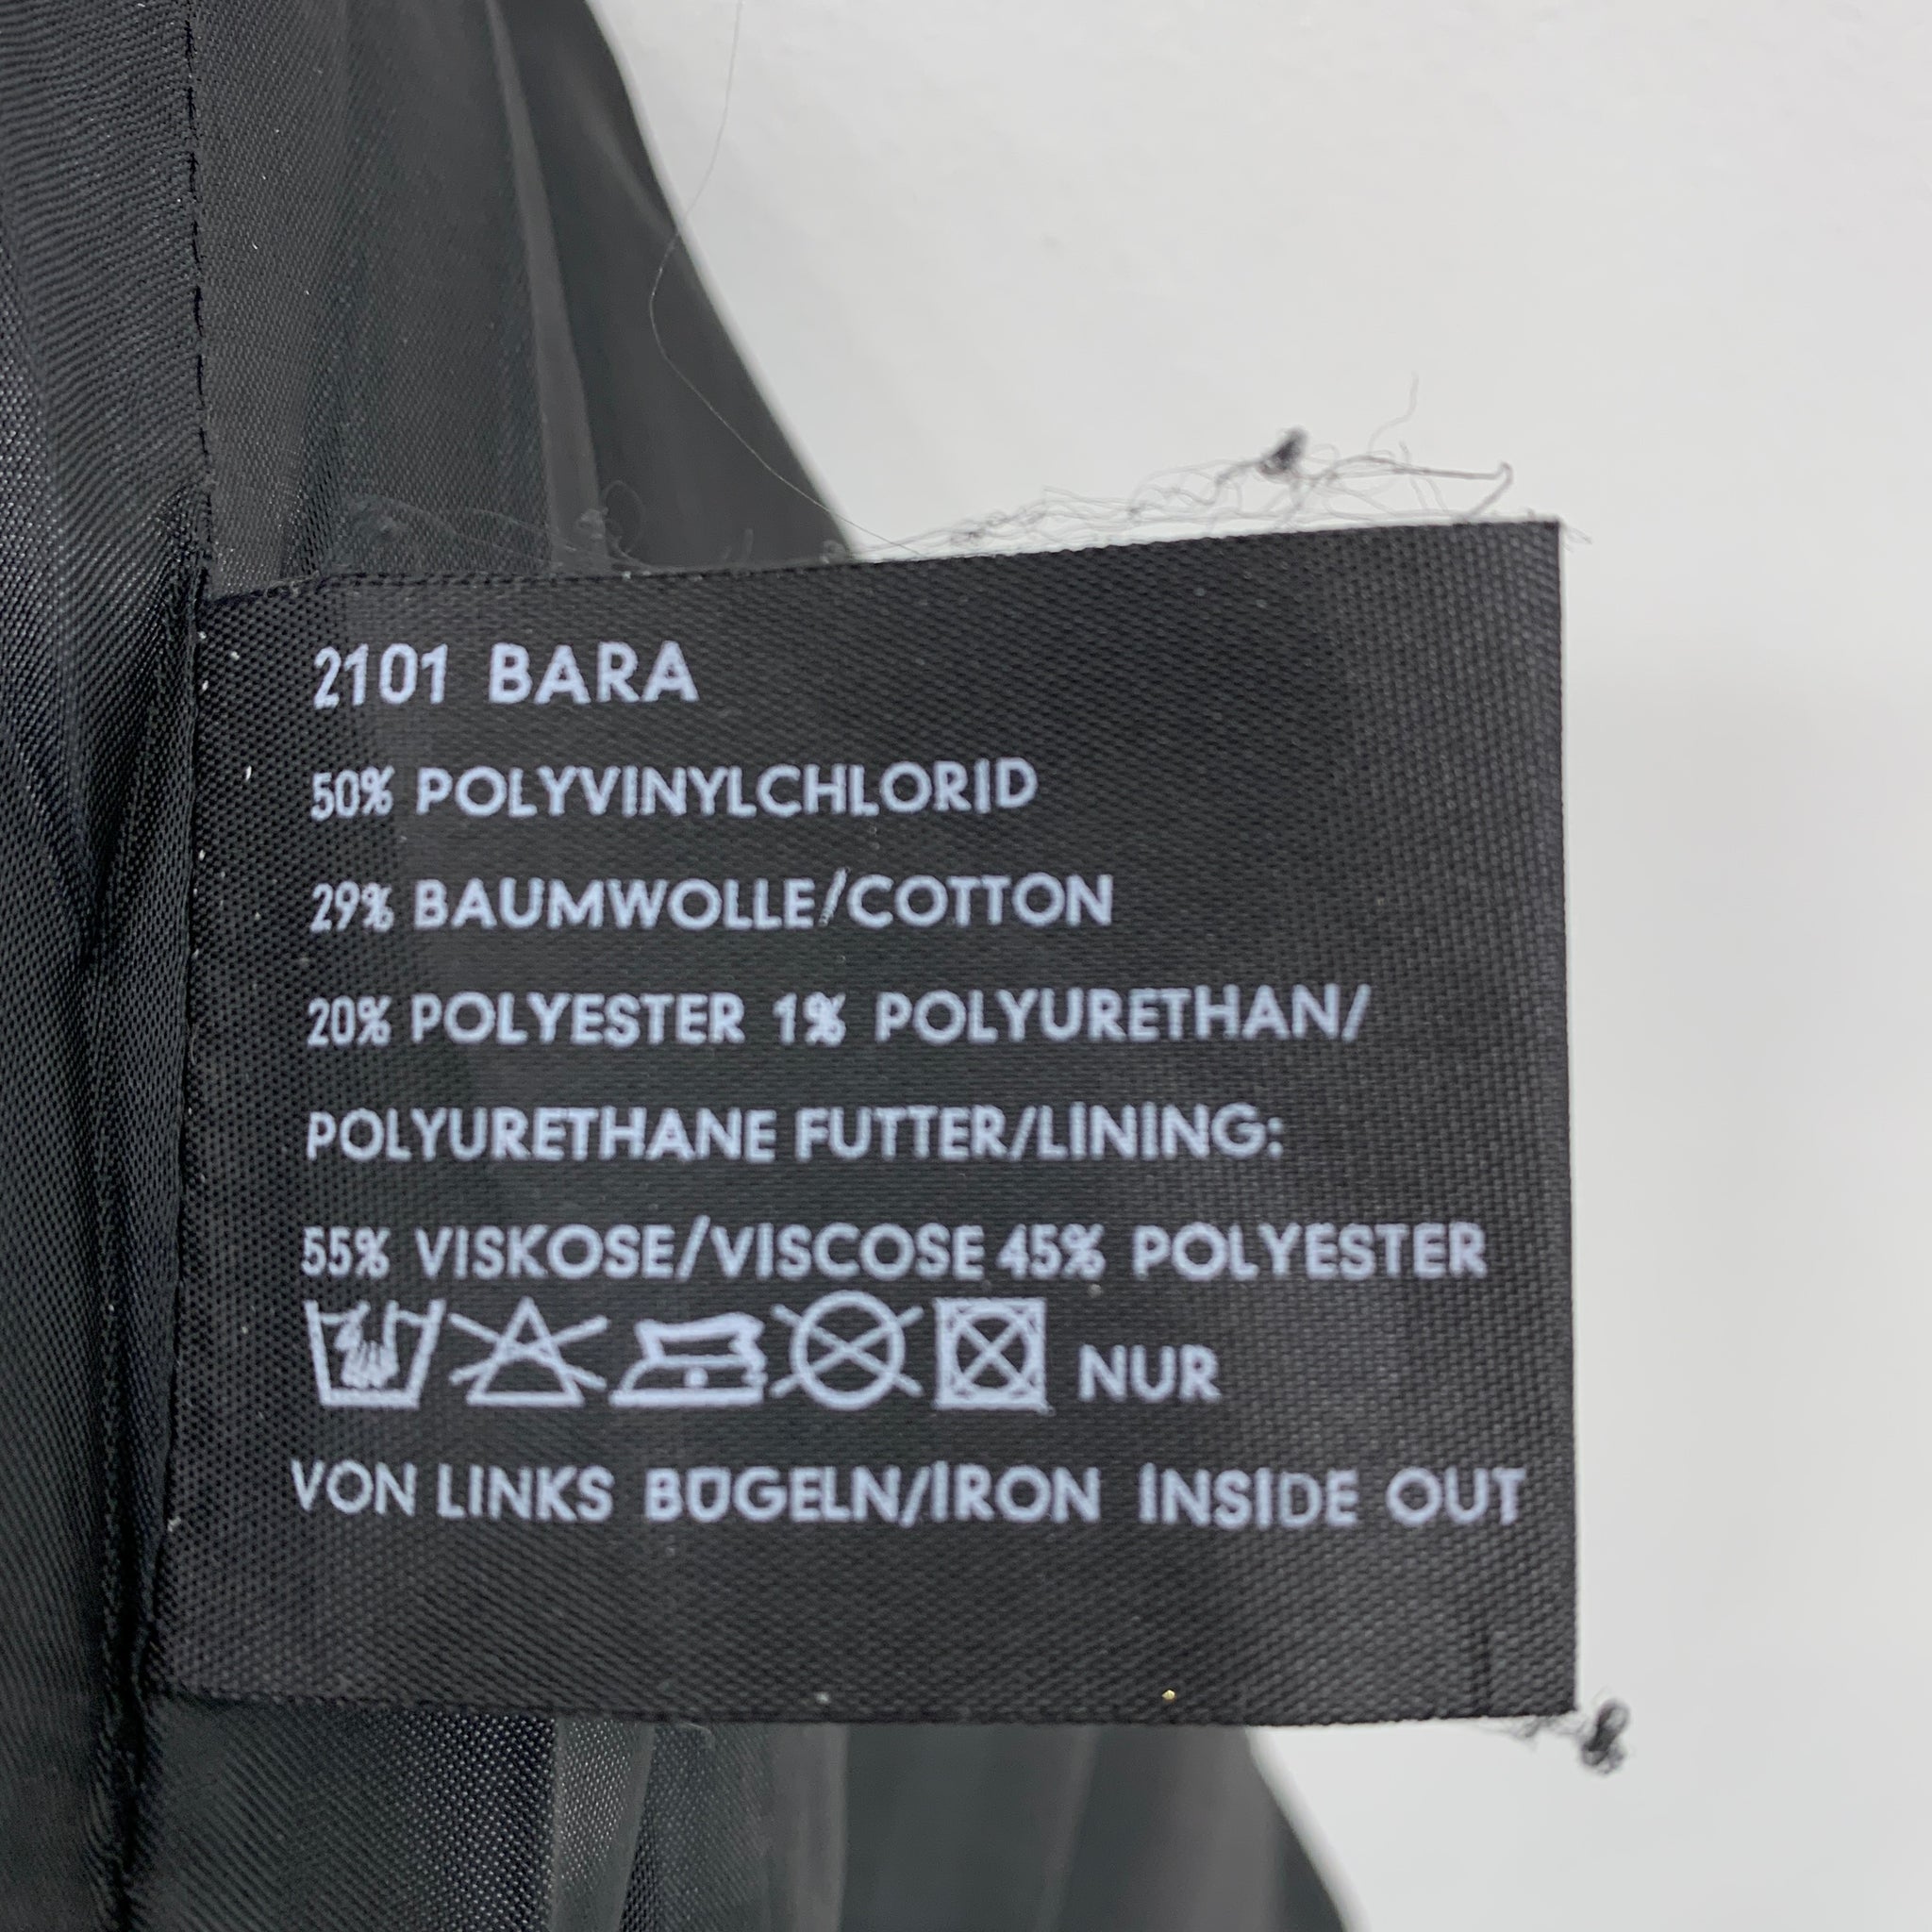 2101 BARA
50% POLYVINYLCHLORID
29% BAUMWOLLE/COTTON
20% POLYESTER 1% POLYURETHAN/
POLYURETHANE FUTTER/LINING:
55% VISKOSE/VISCOSE 45% POLYESTER
NUR
VON LINKS BÜGELN/IRON INSIDE OUT